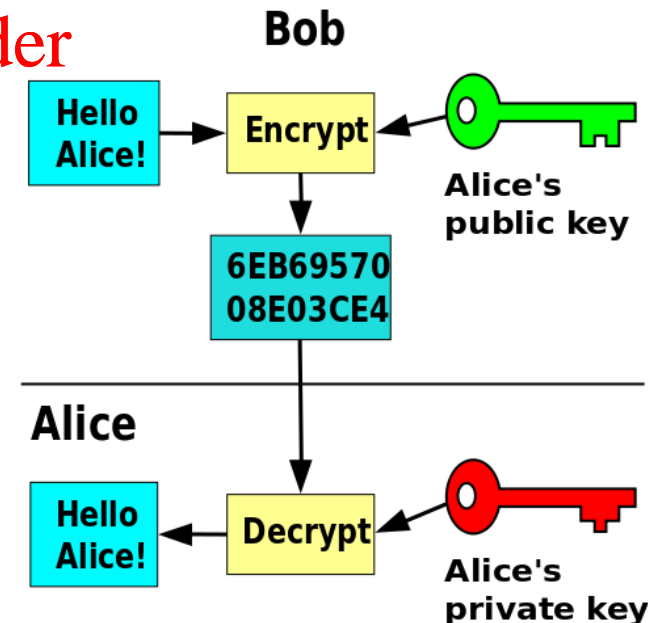 Bob
Hello
Alice!
Encrypt
Alice's
public key
6EB69570
08E03CE4
Alice
Hello
Alice!
Decrypt
Alice's
private key